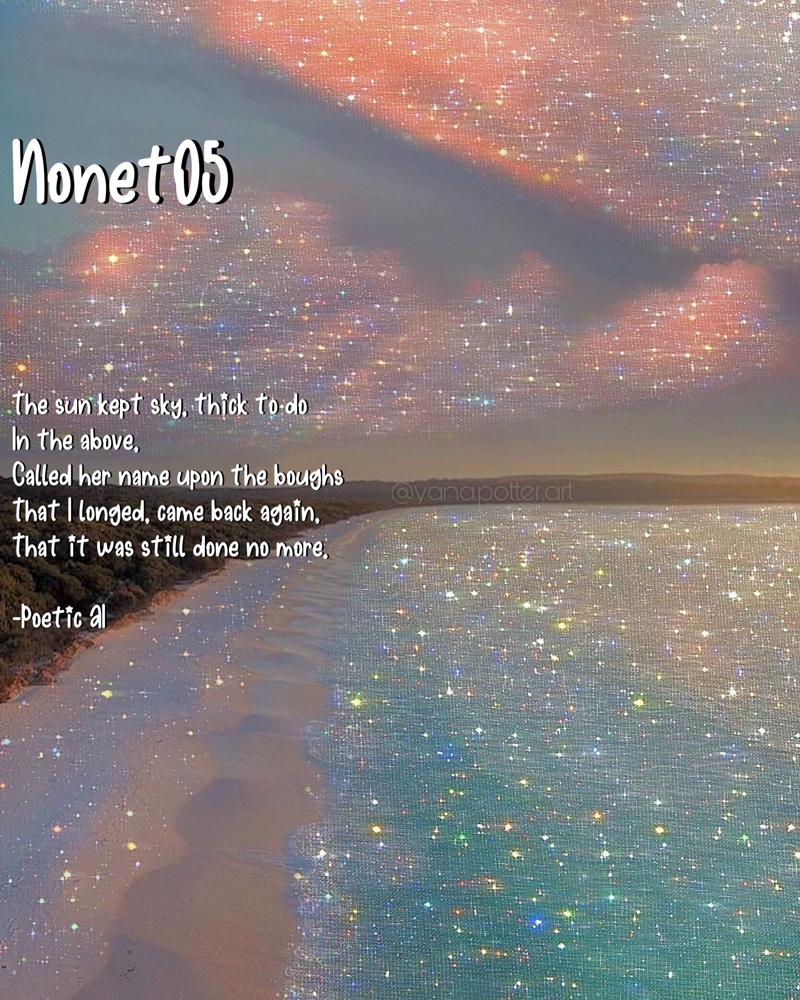 Nonet05
The sun kept sky, thick to-do
In the above,
Called her name upon the boughs
That I longed, came back again,
That it was still done no more,
@yanapotter.art
-Poetic AI